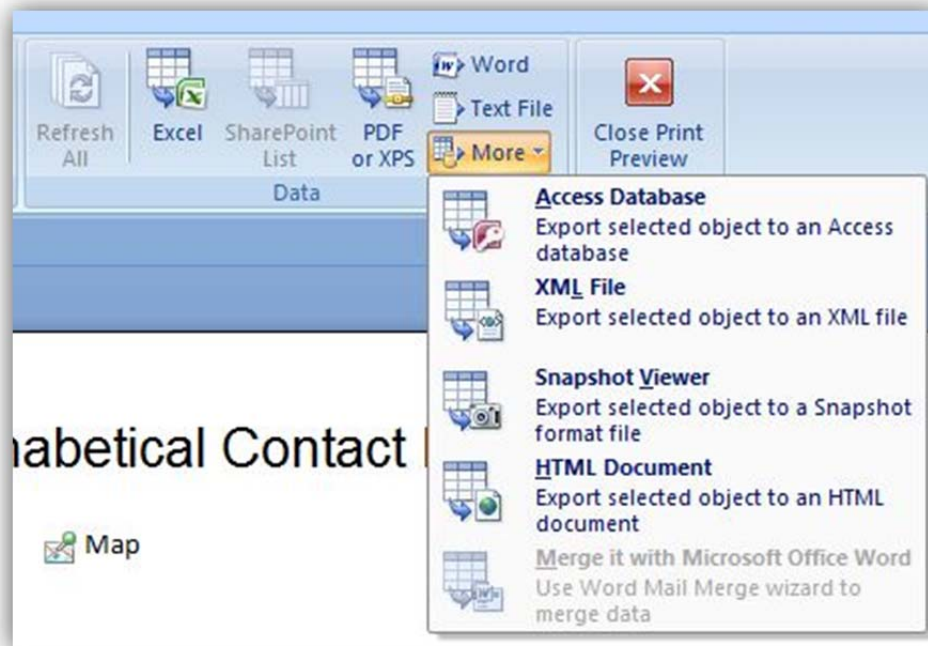 Refresh All
Excel
SharePoint List
PDF or XPS
Word
Text File
More
Close Print Preview
Data
Access Database
Export selected object to an Access
database
XML File
Export selected object to an XML file
Snapshot Viewer
Export selected object to a Snapshot
format file
HTML Document
Export selected object to an HTML
document
Merge it with Microsoft Office Word
Use Word Mail Merge wizard to
merge data
habetical Contact
Map